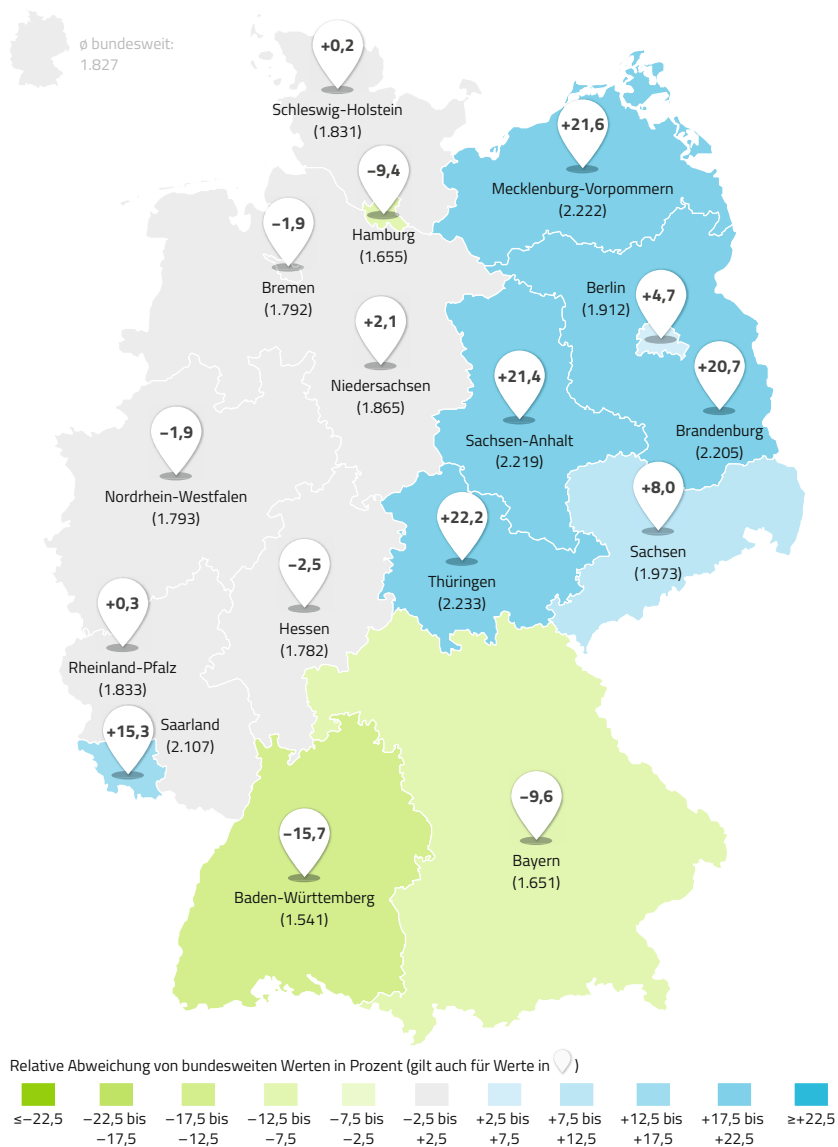 ø bundesweit:
1.827
+0,2
Schleswig-Holstein
(1.831)
+21,6
Mecklenburg-Vorpommern
(2.222)
−9,4
Hamburg
(1.655)
−1,9
Bremen
(1.792)
Berlin
(1.912)
+4,7
+2,1
Niedersachsen
(1.865)
+21,4
Sachsen-Anhalt
(2.219)
+20,7
Brandenburg
(2.205)
−1,9
Nordrhein-Westfalen
(1.793)
+8,0
Sachsen
(1.973)
+22,2
Thüringen
(2.233)
−2,5
Hessen
(1.782)
+0,3
Rheinland-Pfalz
(1.833)
+15,3
Saarland
(2.107)
−15,7
Baden-Württemberg
(1.541)
−9,6
Bayern
(1.651)
Relative Abweichung von bundesweiten Werten in Prozent (gilt auch für Werte in )
≤−22,5
−22,5 bis
−17,5
−17,5 bis
−12,5
−12,5 bis
−7,5
−7,5 bis
−2,5
−2,5 bis
+2,5
+2,5 bis
+7,5
+7,5 bis
+12,5
+12,5 bis
+17,5
+17,5 bis
+22,5
≥+22,5